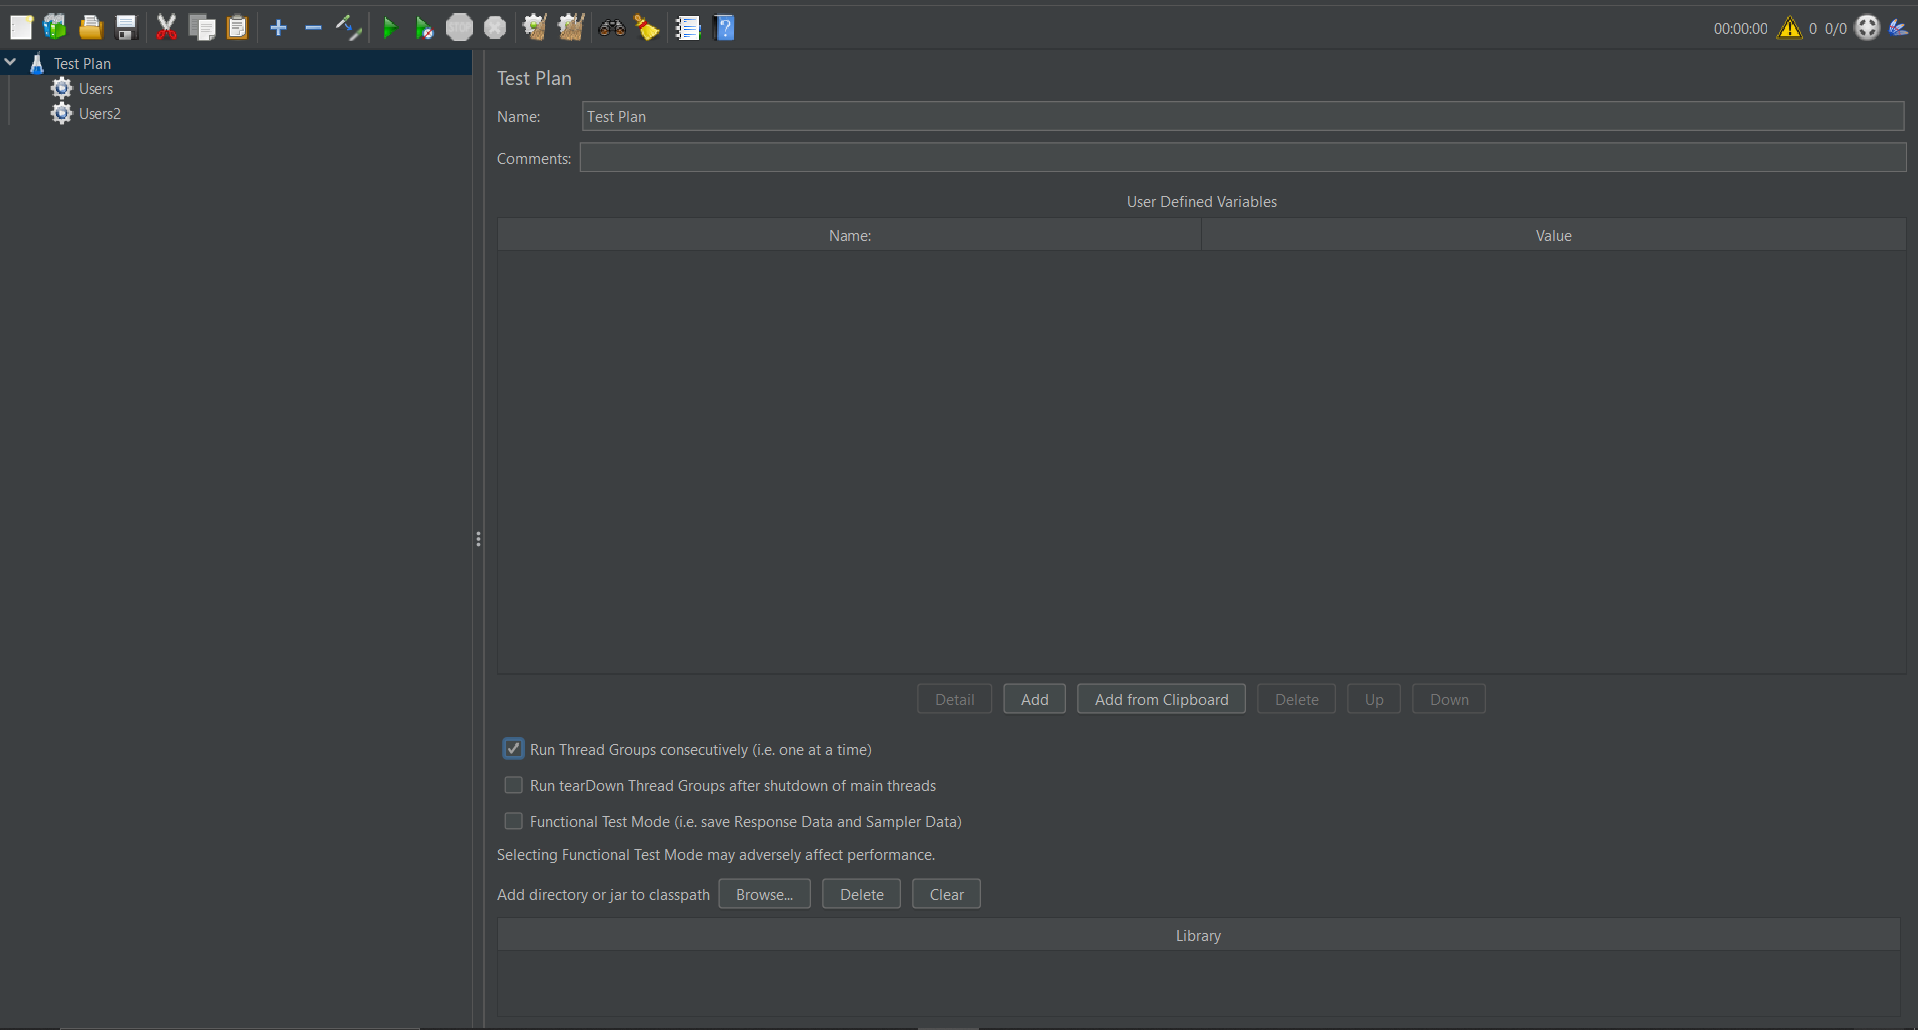 00:00:00 0 0/0
Test Plan
Users
Users2
Test Plan
Name: Test Plan
Comments:
User Defined Variables
Name: Value
Detail Add Add from Clipboard Delete Up Down
Run Thread Groups consecutively (i.e. one at a time)
Run tearDown Thread Groups after shutdown of main threads
Functional Test Mode (i.e. save Response Data and Sampler Data)
Selecting Functional Test Mode may adversely affect performance.
Add directory or jar to classpath Browse... Delete Clear
Library